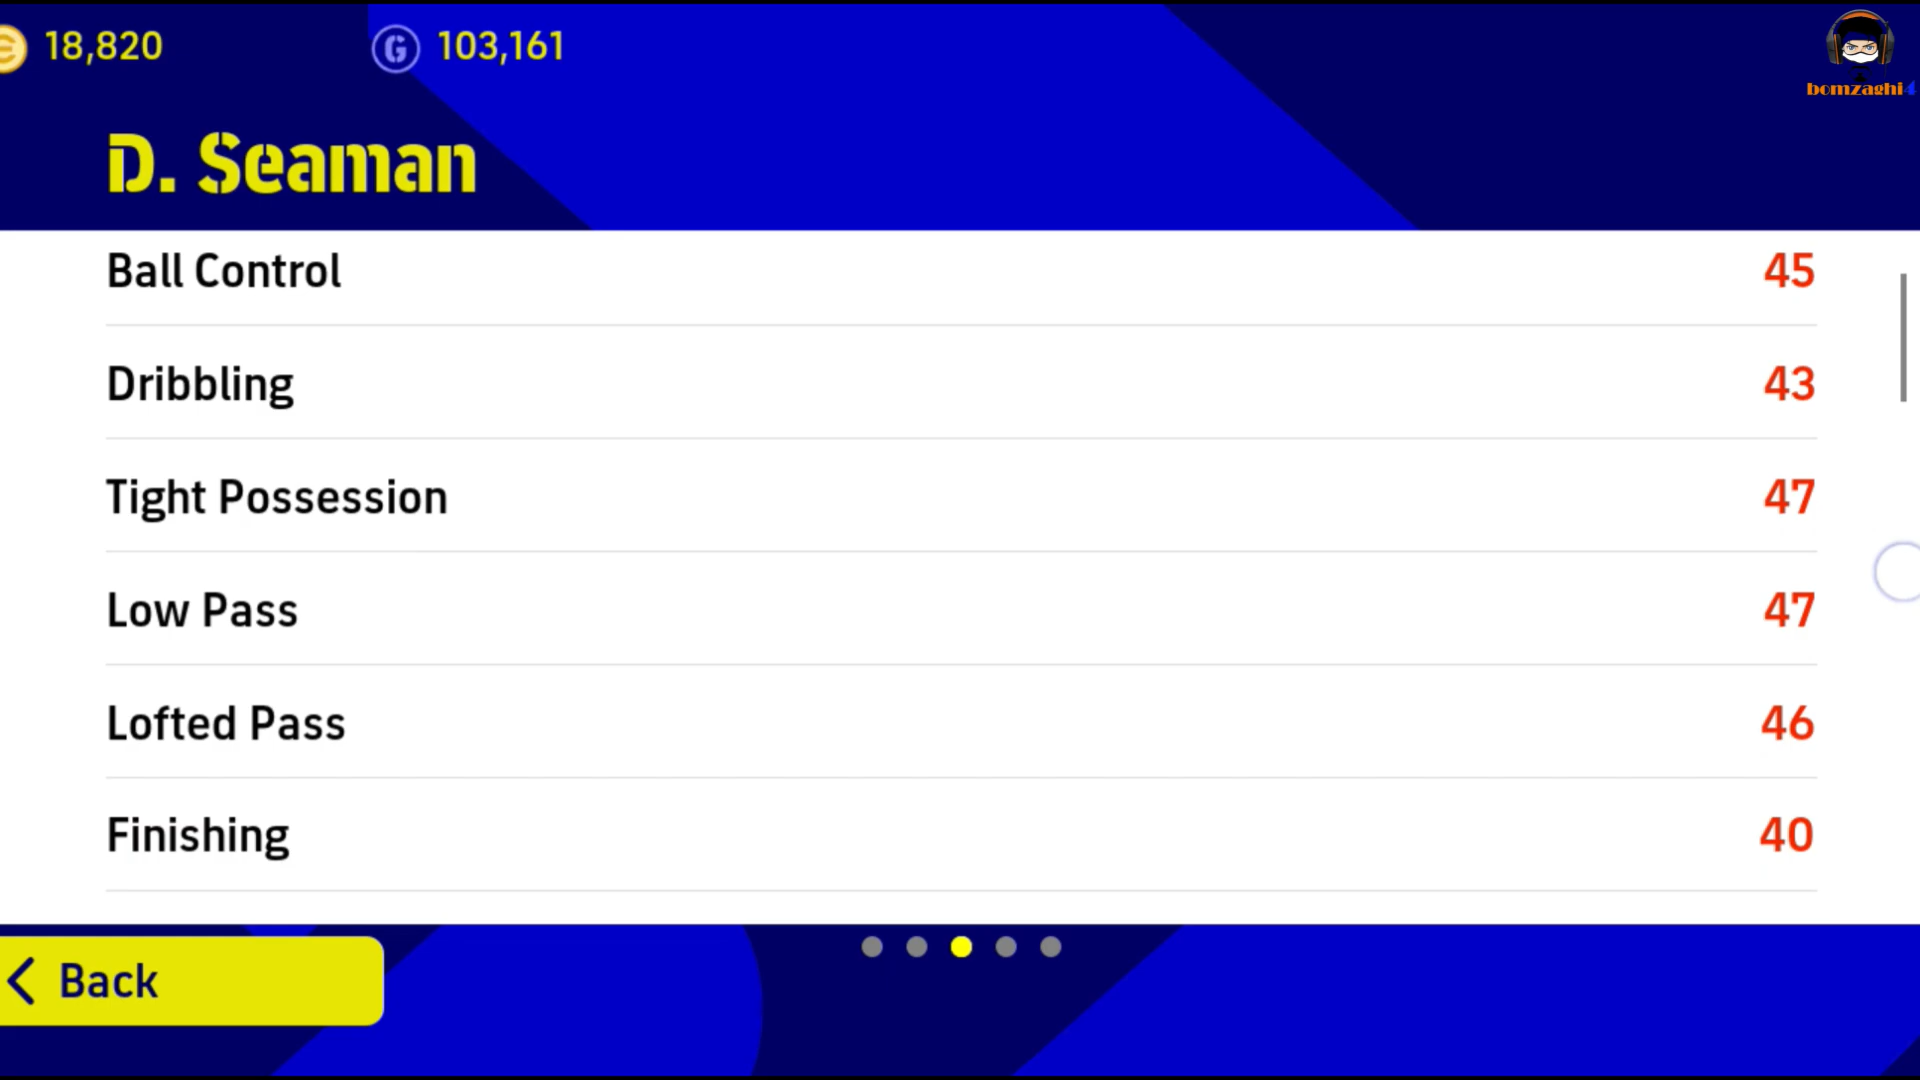 18,820
103,161
bomzaghi4
D. Seaman
Ball Control 45
Dribbling 43
Tight Possession 47
Low Pass 47
Lofted Pass 46
Finishing 40
Back